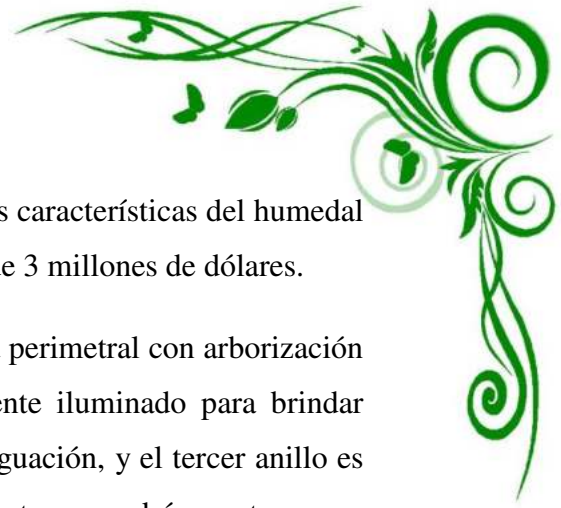 s características del humedal
de 3 millones de dólares.
perimetral con arborización
ente iluminado para brindar
guación, y el tercer anillo es